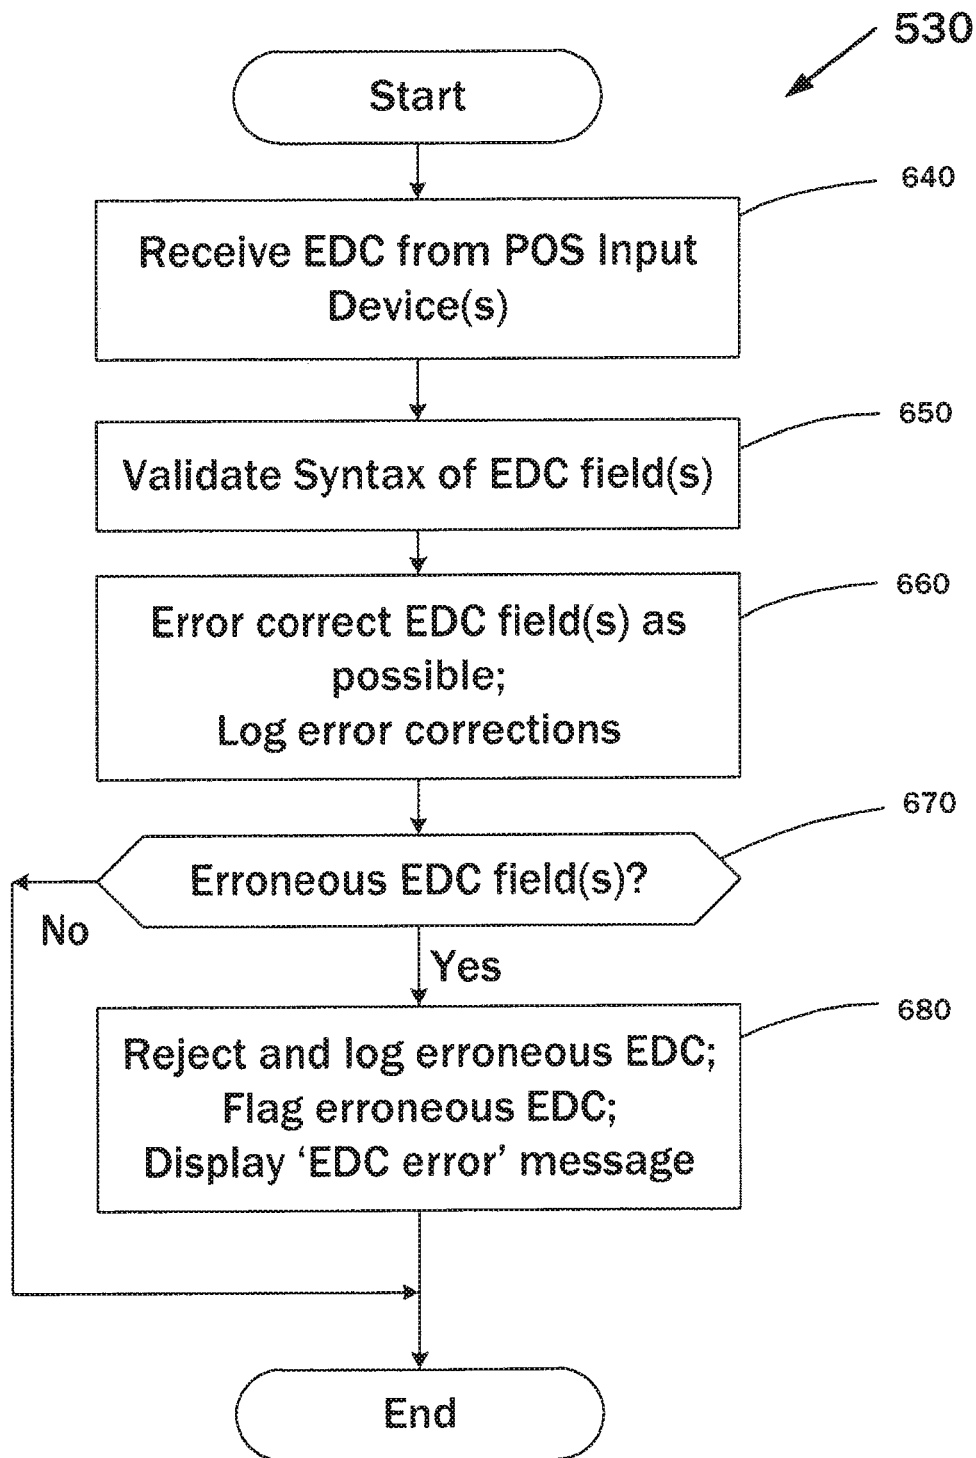 530
Start
640
Receive EDC from POS Input
Device(s)
650
Validate Syntax of EDC field(s)
660
Error correct EDC field(s) as
possible;
Log error corrections
670
Erroneous EDC field(s)?
No
Yes
680
Reject and log erroneous EDC;
Flag erroneous EDC;
Display ‘EDC error’ message
End